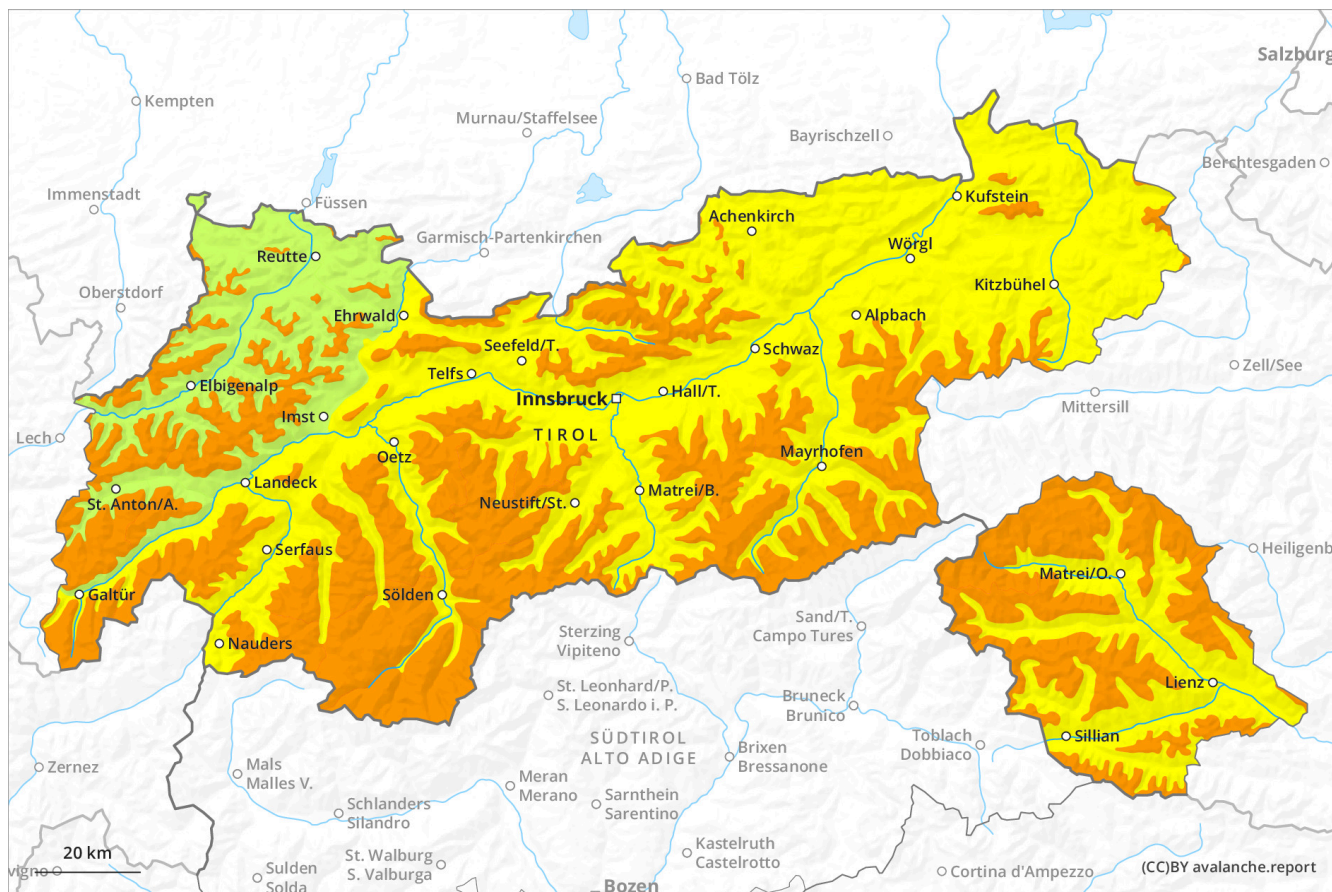 Salzburg
Bad Tölz
Kempten
Murnau/Staffelsee
Bayrischzell
Berchtesgaden
Immenstadt
Füssen
Kufstein
Achenkirch
Garmisch-Partenkirchen
Wörgl
Reutte
Oberstdorf
Kitzbühel
Ehrwald
Alpbach
Seefeld/T.
Schwaz
Zell/See
Telfs
Elbigenalp
Innsbruck
Hall/T.
Mittersill
Imst
Lech
TIROL
Oetz
Mayrhofen
Landeck
Matrei/B.
St. Anton/A.
Neustift/St.
Serfaus
Heiligenb
Matrei/O.
Galtür
Sölden
Sand/T.
Campo Tures
Sterzing
Vipiteno
Nauders
Lienz
St. Leonhard/P.
S. Leonardo i. P.
Bruneck
Brunico
Sillian
Toblach
Dobbiaco
SÜDTIROL
ALTO ADIGE
Brixen
Bressanone
Zernez
Mals
Malles V.
Meran
Merano
Sarnthein
Sarentino
Schlanders
Silandro
Kastelruth
Castelrotto
20 km
St. Walburg
S. Valburga
vigno
Sulden
Solda
Cortina d'Ampezzo
(CC)BY avalanche.report
Bozen